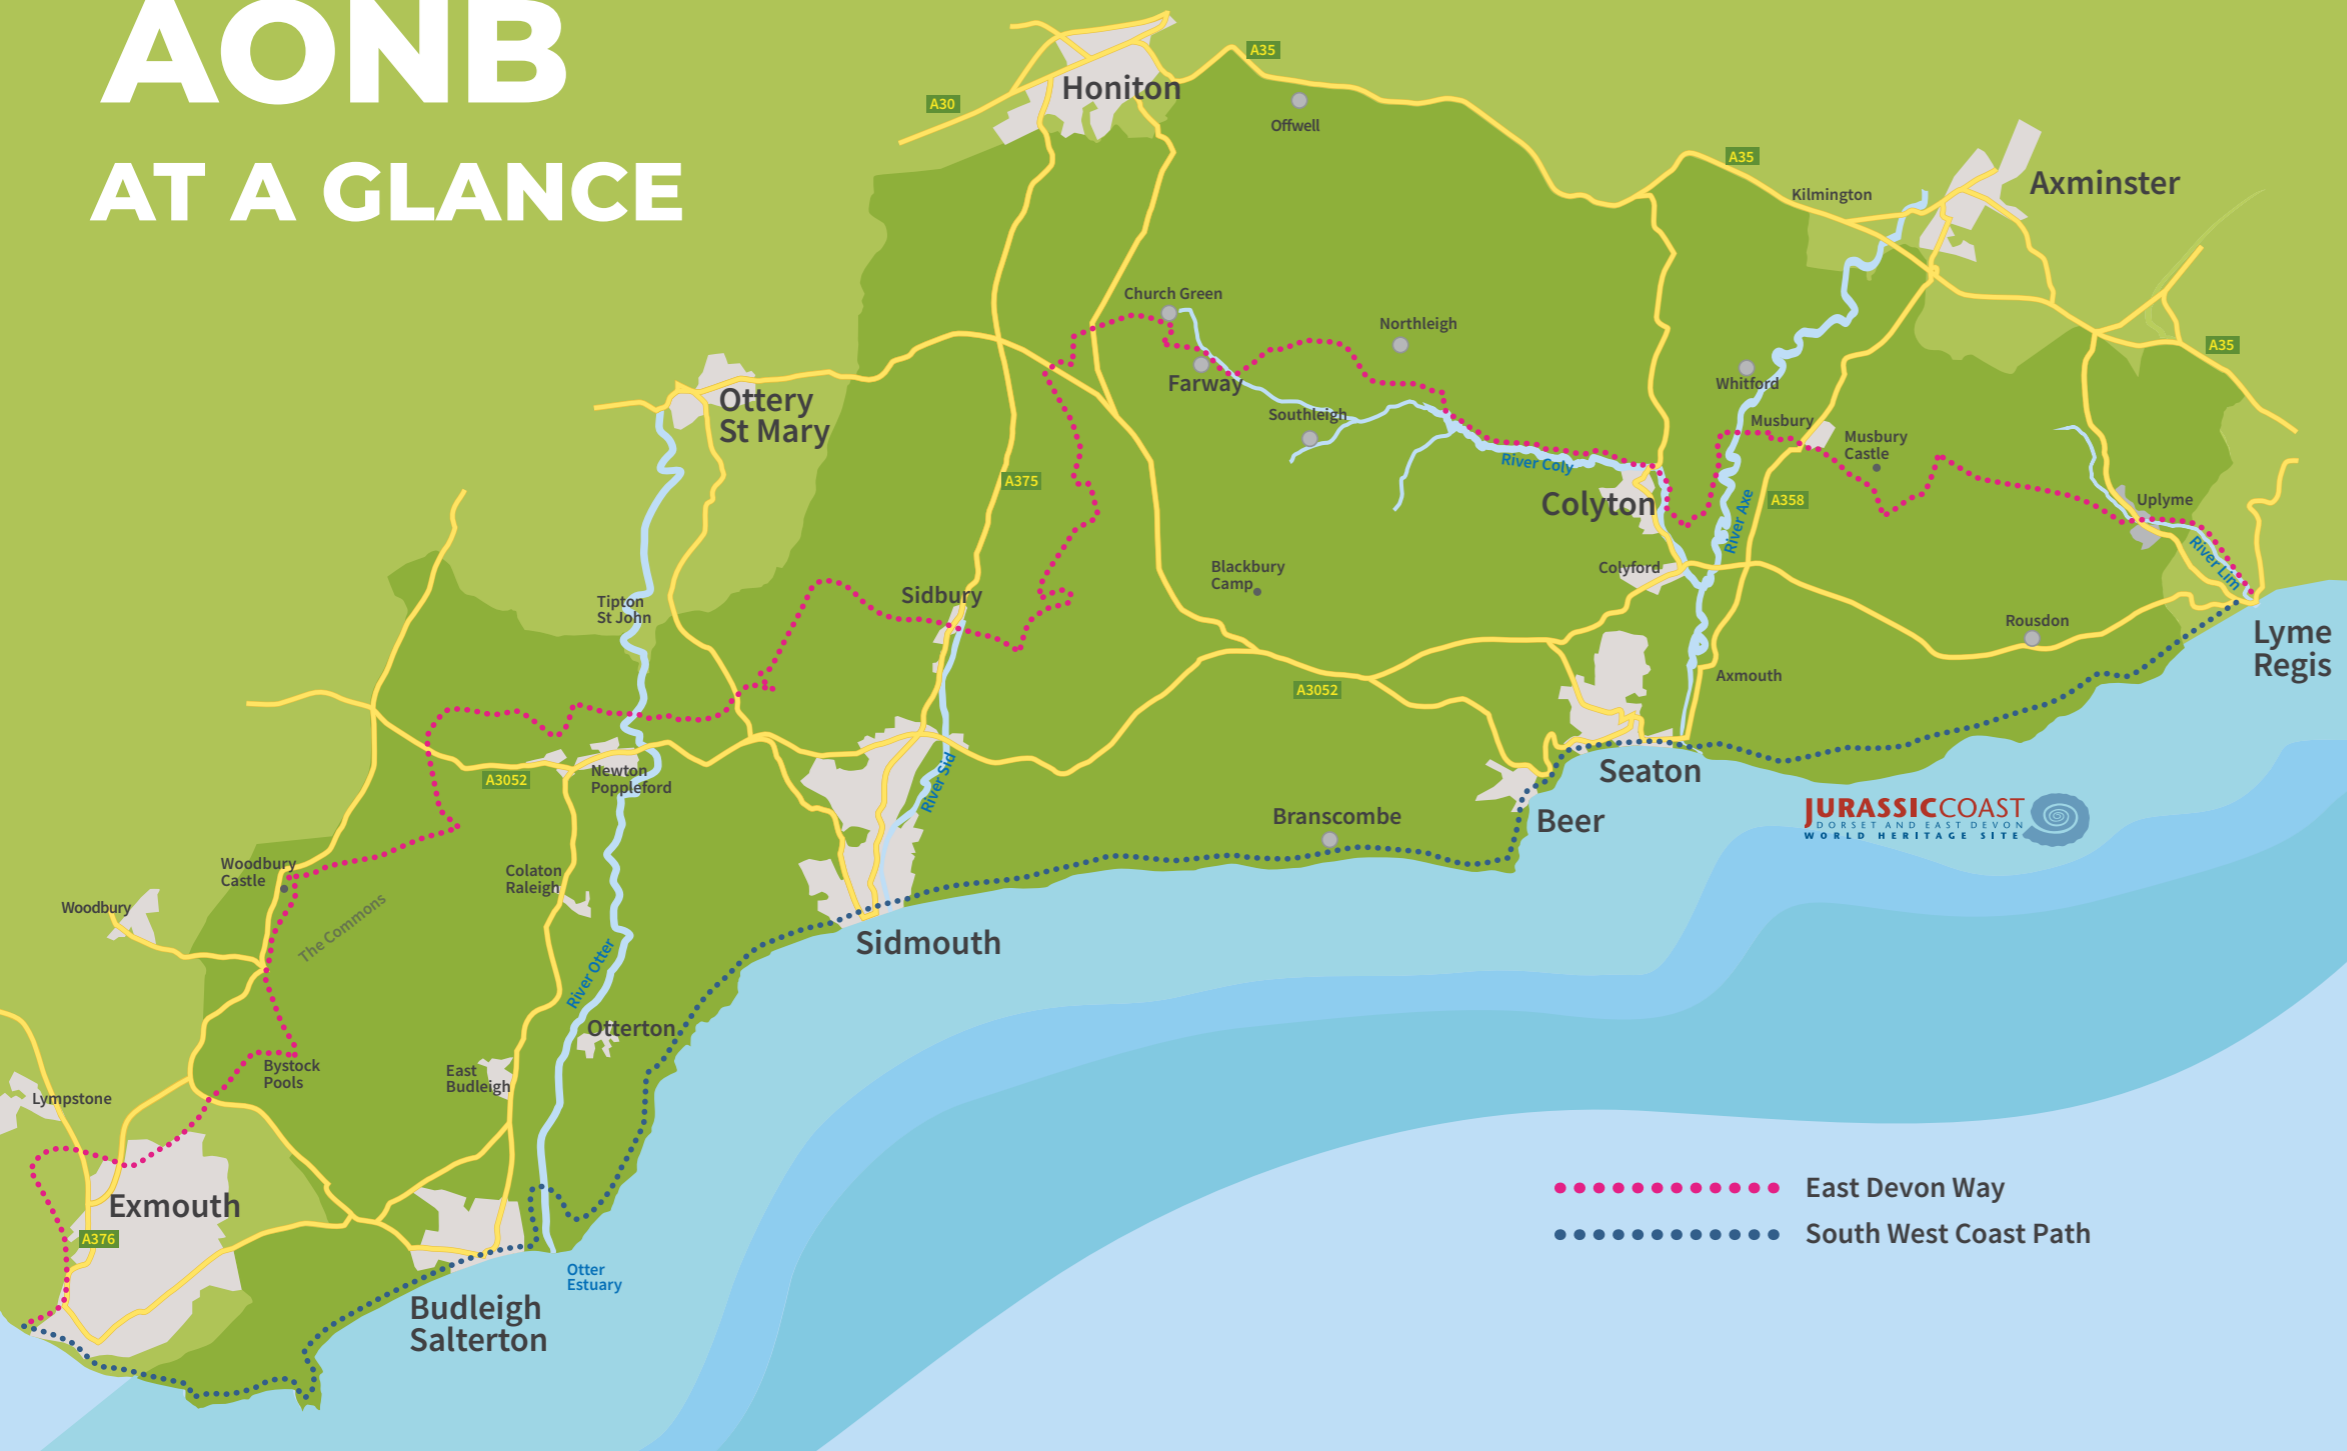 AONB
AT A GLANCE
Honiton
A35
A30
Offwell
A35
Kilmington
Axminster
Church Green
Northleigh
A35
Farway
Whitford
Ottery
St Mary
Southleigh
Musbury
Musbury
Castle
River Coly
A375
Colyton
A358
Uplyme
River Axe
River Lim
Blackbury
Camp
Colyford
Sidbury
Tipton
St John
Rousdon
Lyme
Regis
Axmouth
A3052
A3052
Newton
Poppleford
River Sid
Seaton
Beer
Branscombe
JURASSICCOAST
DORSET AND EAST DEVON
WORLD HERITAGE SITE
Woodbury
Castle
Colaton
Raleigh
Woodbury
The Commons
Sidmouth
River Otter
Otterton
Bystock
Pools
East
Budleigh
Lympstone
Exmouth
A376
Otter
Estuary
Budleigh
Salterton
East Devon Way
South West Coast Path